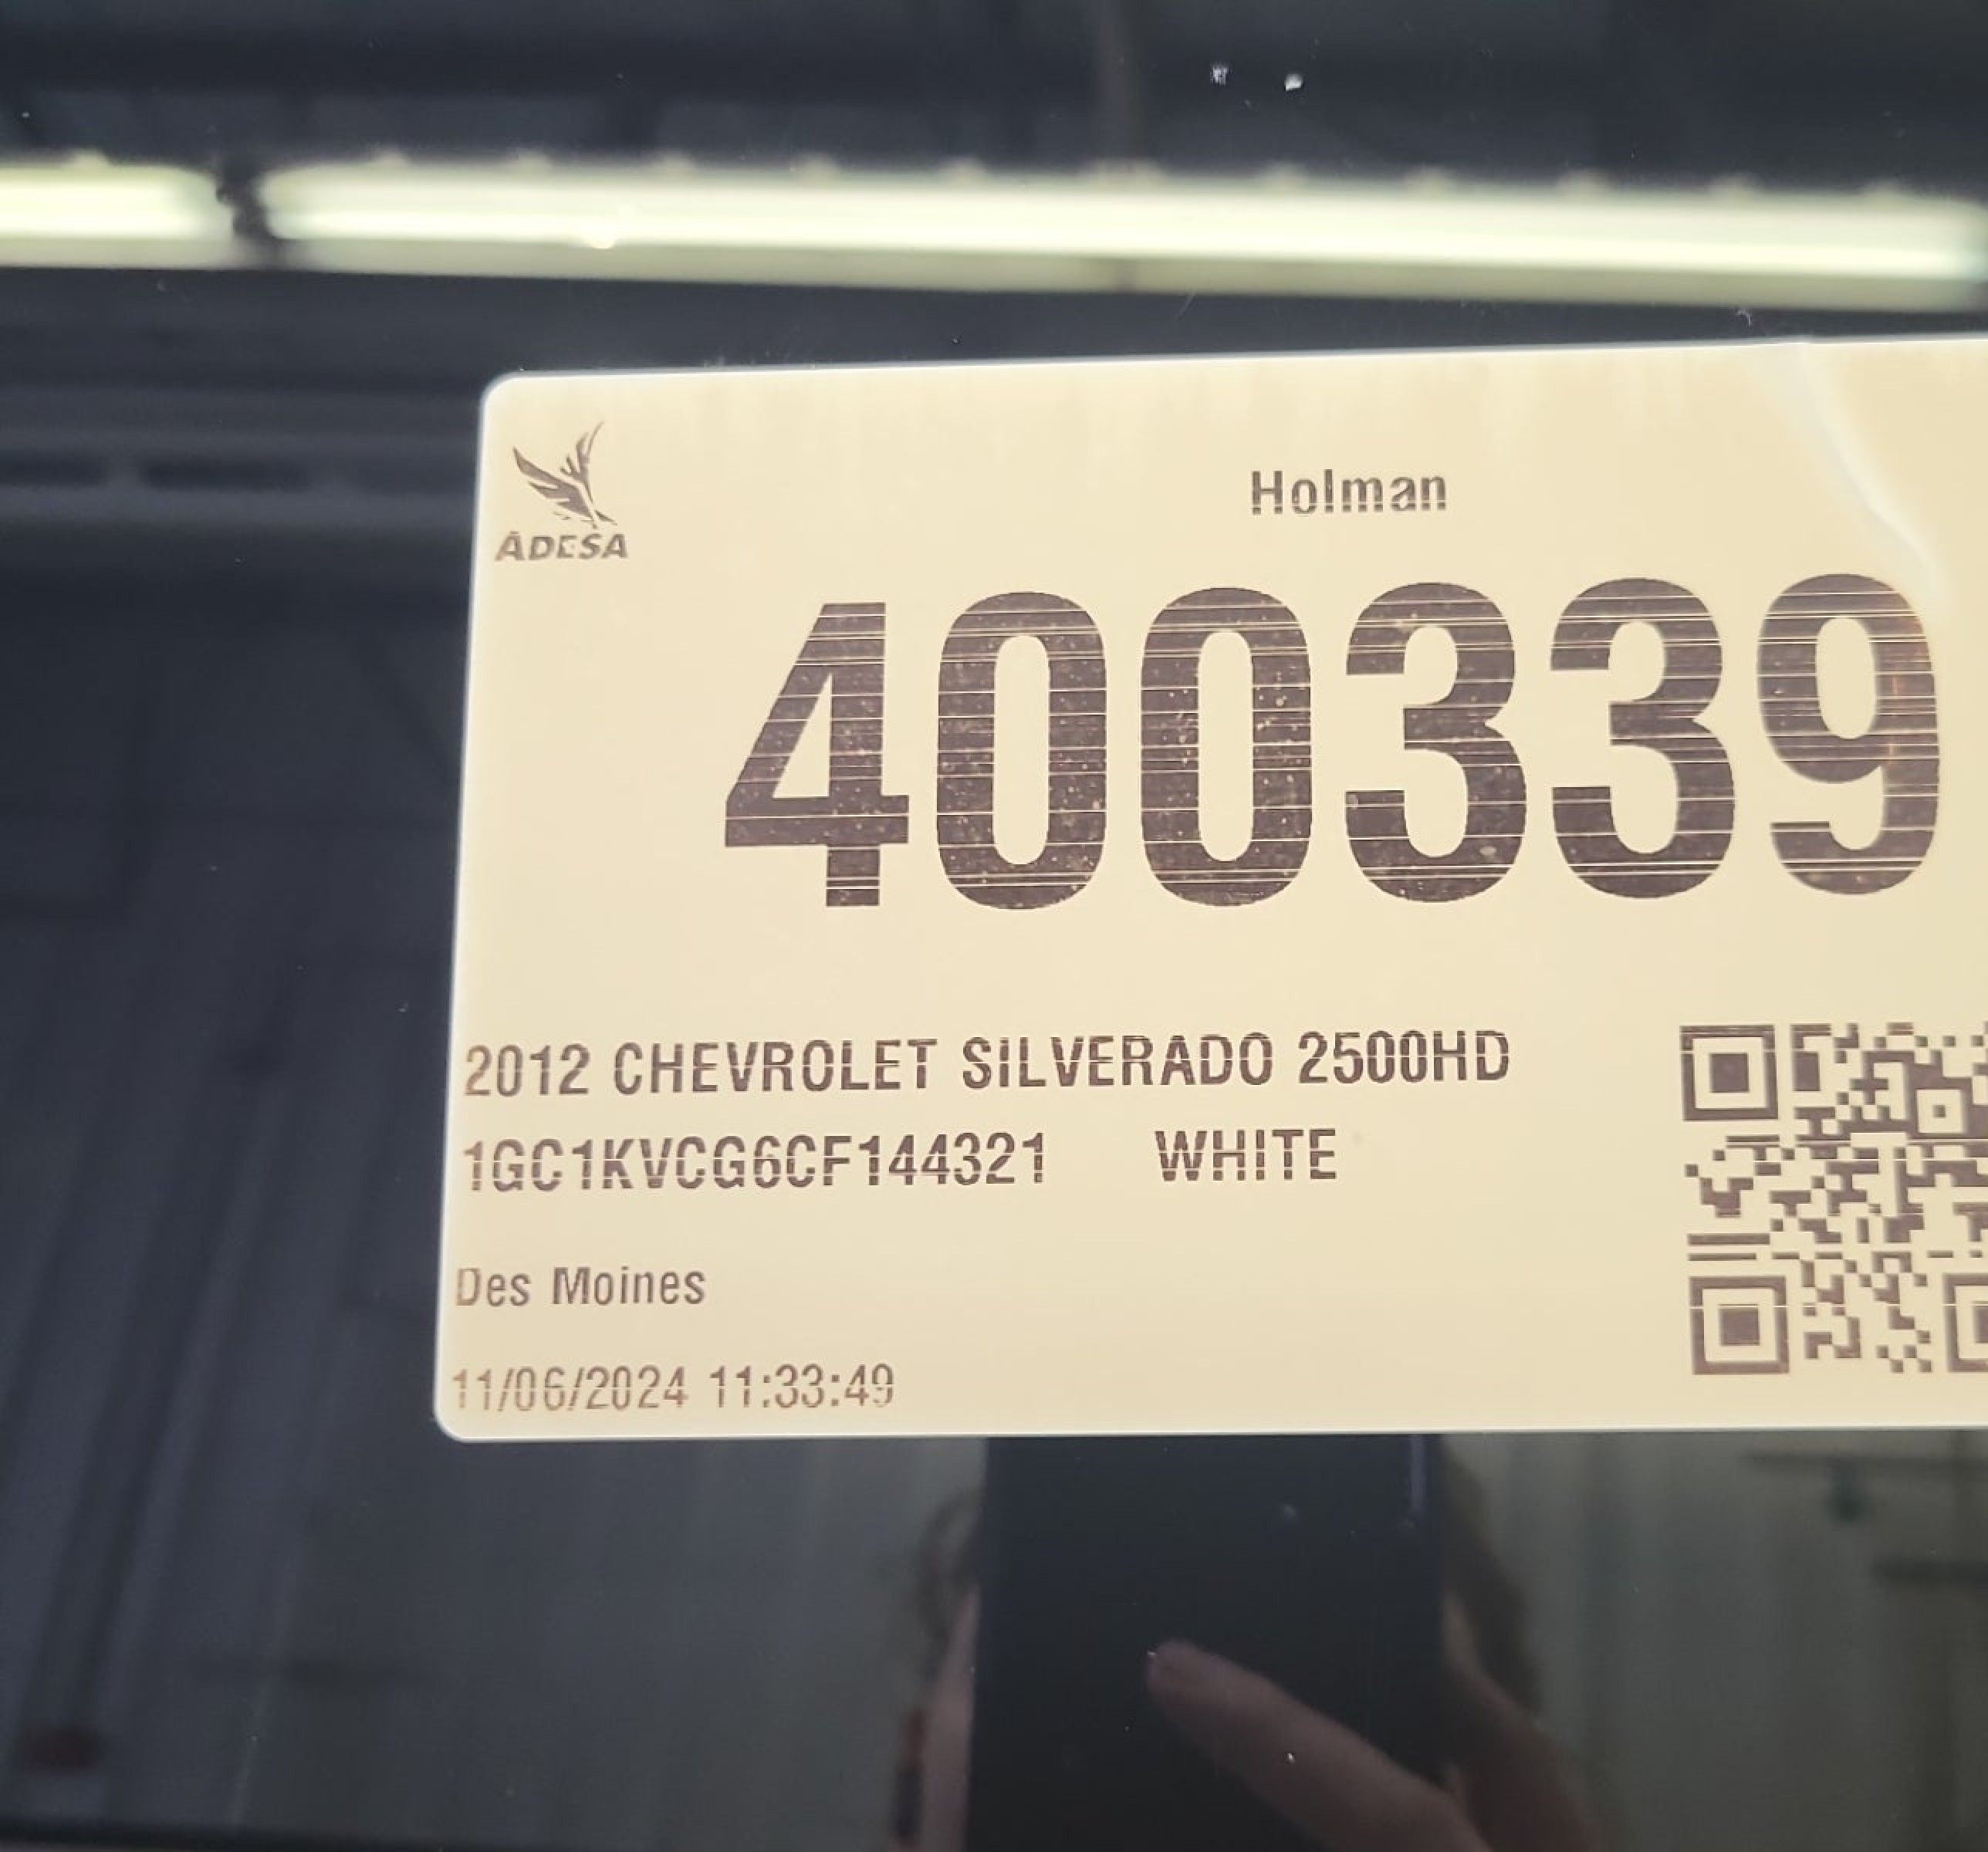 ADESA
Holman
400339
2012 CHEVROLET SILVERADO 2500HD
1GC1KVCG6CF144321 WHITE
Des Moines
11/06/2024 11:33:49